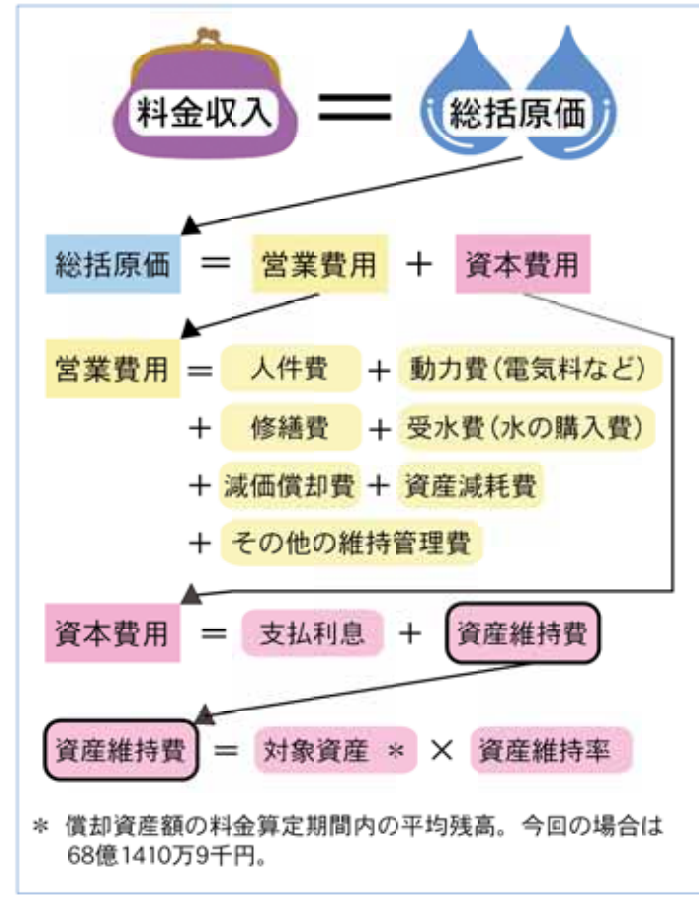 料金収入 = 総括原価
総括原価 = 営業費用 + 資本費用
営業費用 = 人件費 + 動力費(電気料など)
+ 修繕費 + 受水費(水の購入費)
+ 減価償却費 + 資産減耗費
+ その他の維持管理費
資本費用 = 支払利息 + 資産維持費
資産維持費 = 対象資産 * × 資産維持率
* 償却資産額の料金算定期間内の平均残高。今回の場合は
68億1410万9千円。